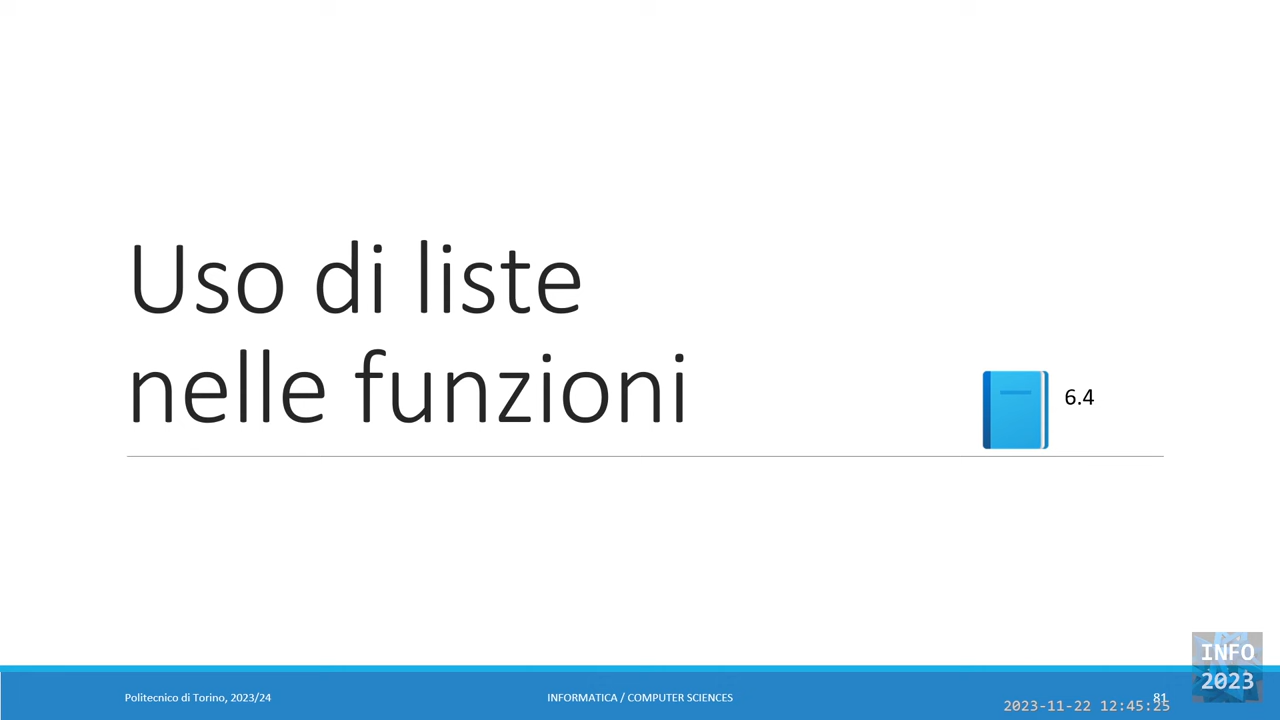 Uso di liste
nelle funzioni
6.4
INFO
2023
Politecnico di Torino, 2023/24
INFORMATICA / COMPUTER SCIENCES
81
2023-11-22 12:45:25